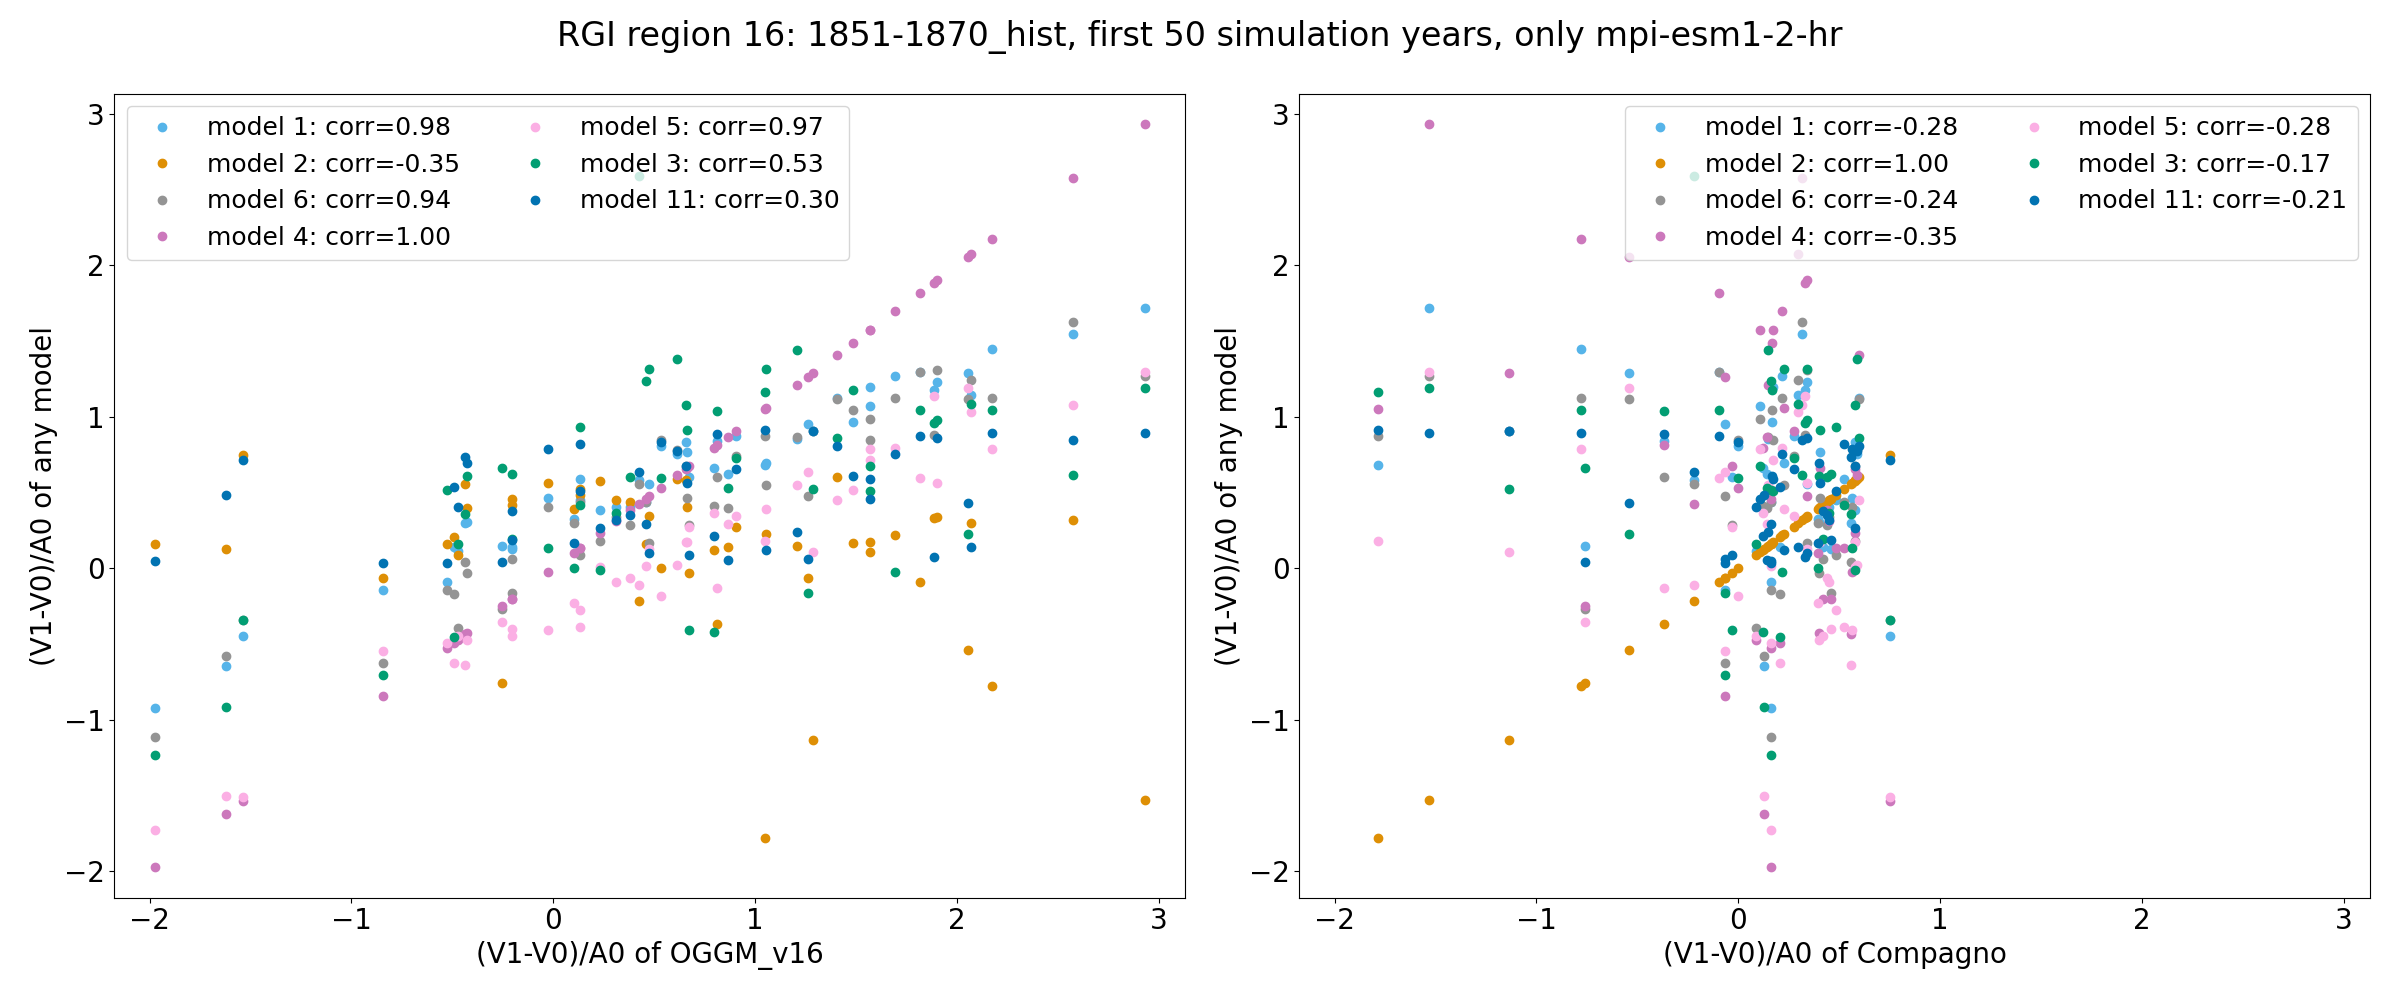 RGI region 16: 1851-1870_hist, first 50 simulation years, only mpi-esm1-2-hr
model 1: corr=0.98
model 2: corr=-0.35
model 6: corr=0.94
model 4: corr=1.00
model 5: corr=0.97
model 3: corr=0.53
model 11: corr=0.30
(V1-V0)/A0 of any model
3
2
1
0
−1
−2
−2 −1 0 1 2 3
(V1-V0)/A0 of OGGM_v16
model 1: corr=-0.28
model 2: corr=1.00
model 6: corr=-0.24
model 4: corr=-0.35
model 5: corr=-0.28
model 3: corr=-0.17
model 11: corr=-0.21
(V1-V0)/A0 of any model
3
2
1
0
−1
−2
−2 −1 0 1 2 3
(V1-V0)/A0 of Compagno